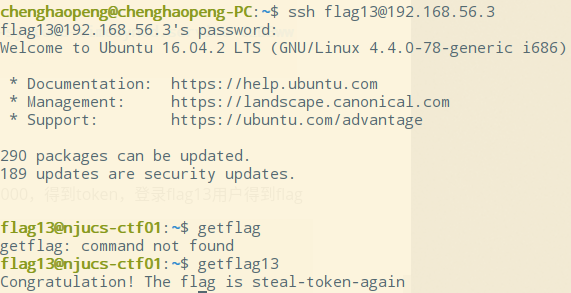 chenghaopeng@chenghaopeng-PC:~$ ssh flag13@192.168.56.3
flag13@192.168.56.3's password:
Welcome to Ubuntu 16.04.2 LTS (GNU/Linux 4.4.0-78-generic i686)
* Documentation: https://help.ubuntu.com
* Management: https://landscape.canonical.com
* Support: https://ubuntu.com/advantage
290 packages can be updated.
189 updates are security updates.
000，得到token，登录flag13用户得到flag
flag13@njucs-ctf01:~$ getflag
getflag: command not found
flag13@njucs-ctf01:~$ getflag13
Congratulation! The flag is steal-token-again